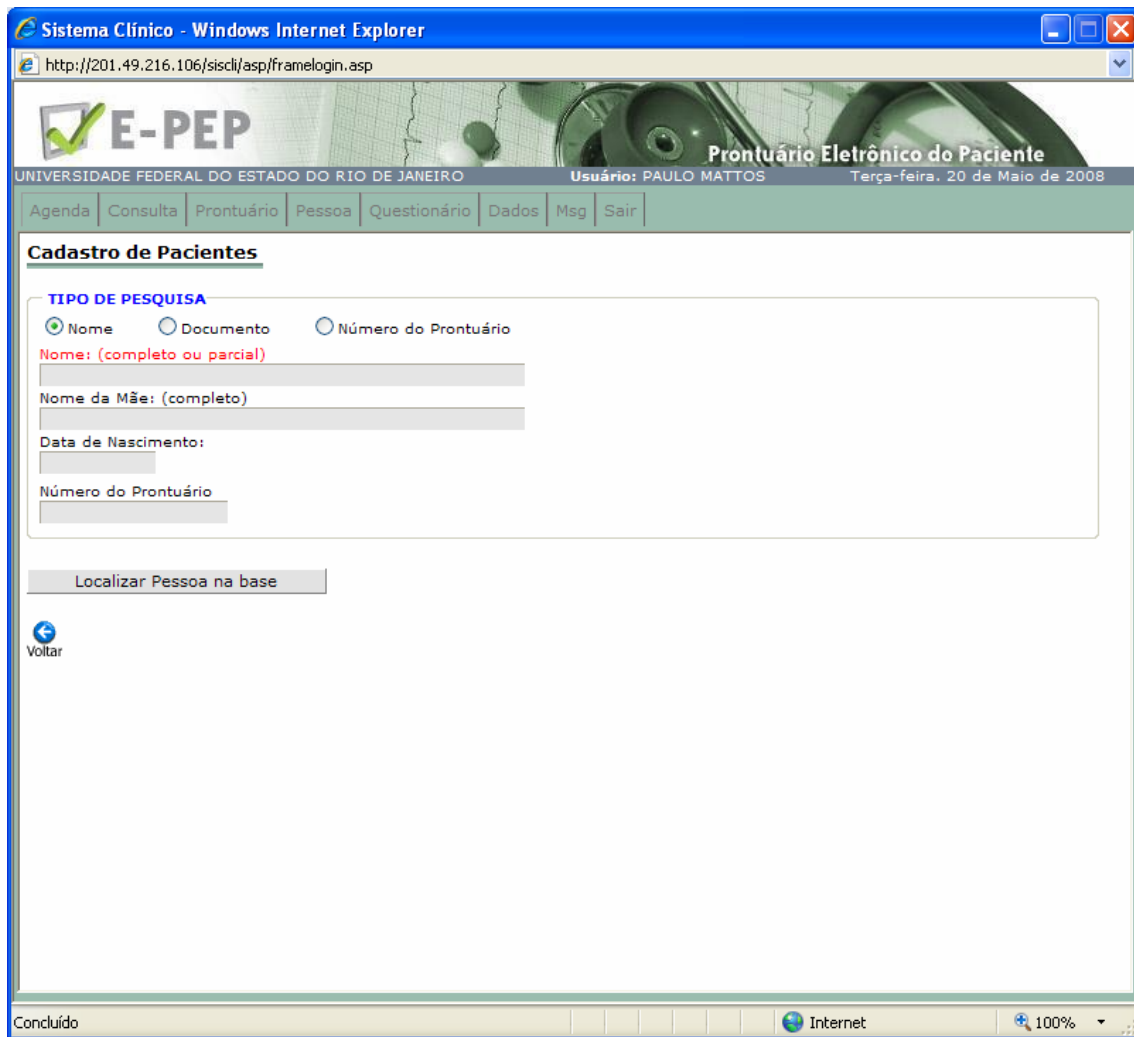 Sistema Clínico - Windows Internet Explorer
http://201.49.216.106/siscli/asp/framelogin.asp
E-PEP
Prontuário Eletrônico do Paciente
UNIVERSIDADE FEDERAL DO ESTADO DO RIO DE JANEIRO Usuário: PAULO MATTOS Terça-feira. 20 de Maio de 2008
Agenda Consulta Prontuário Pessoa Questionário Dados Msg Sair
Cadastro de Pacientes
TIPO DE PESQUISA
Nome Documento Número do Prontuário
Nome: (completo ou parcial)
Nome da Mãe: (completo)
Data de Nascimento:
Número do Prontuário
Localizar Pessoa na base
Voltar
Concluído Internet 100%